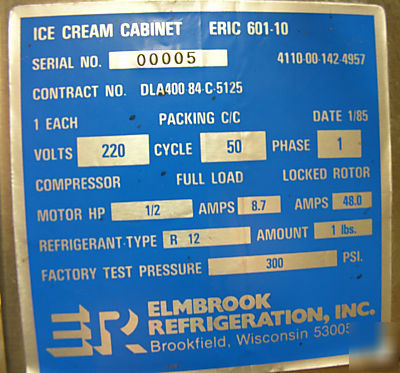 ICE CREAM CABINET ERIC 601-10
SERIAL NO. 00005 4110-00-142-4957
CONTRACT NO. DLA400-84-C-5125
1 EACH PACKING C/C DATE 1/85
VOLTS 220 CYCLE 50 PHASE 1
COMPRESSOR FULL LOAD LOCKED ROTOR
MOTOR HP 1/2 AMPS 8.7 AMPS 48.0
REFRIGERANT-TYPE R 12 AMOUNT 1 lbs.
FACTORY TEST PRESSURE 300 PSI.
ER ELMBROOK
REFRIGERATION, INC.
Brookfield, Wisconsin 53005